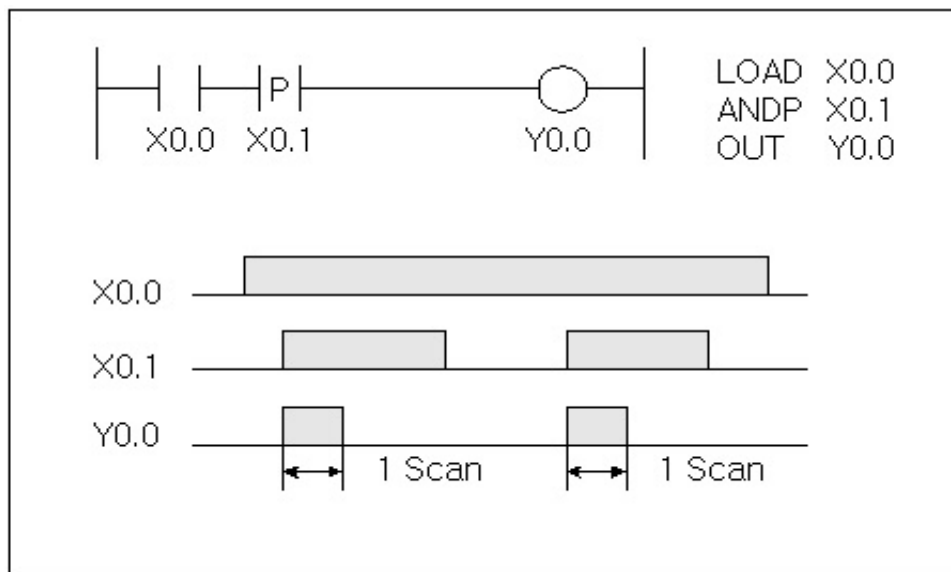 P
X0.0 X0.1 Y0.0
LOAD X0.0
ANDP X0.1
OUT Y0.0
X0.0
X0.1
Y0.0
1 Scan 1 Scan